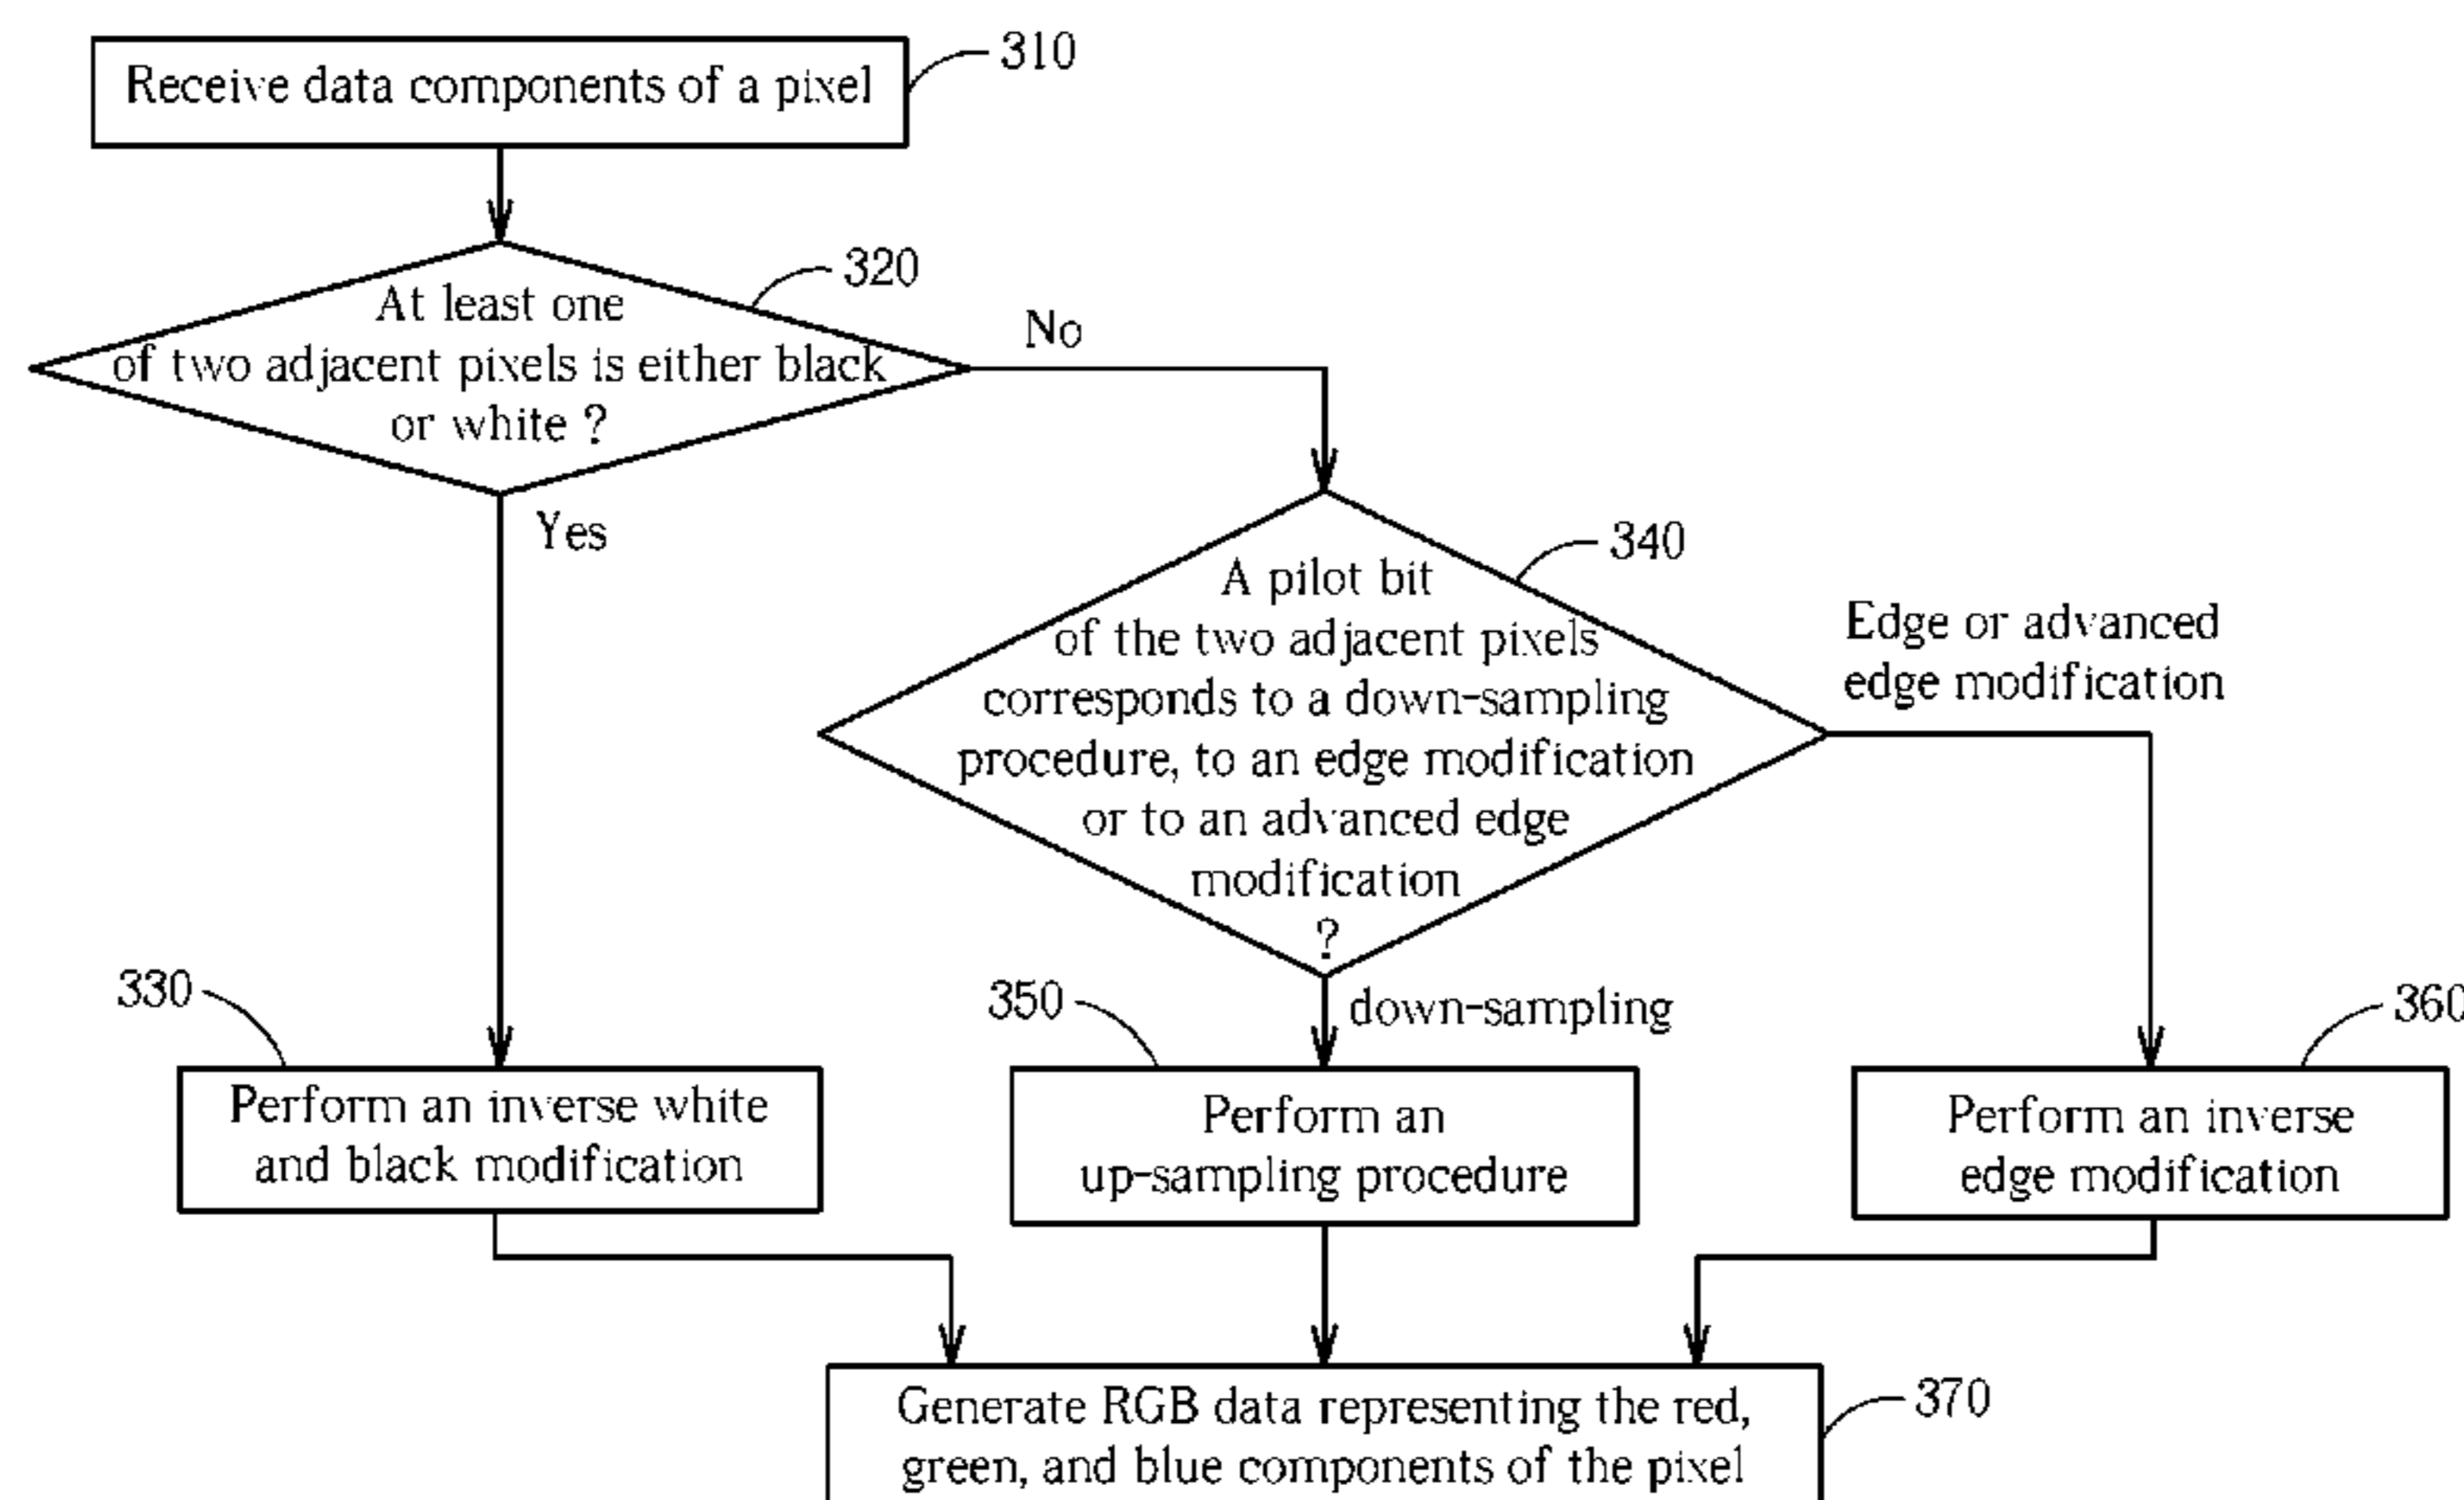 Receive data components of a pixel
310
At least one
of two adjacent pixels is either black
or white ?
320
No
Yes
A pilot bit
of the two adjacent pixels
corresponds to a down-sampling
procedure, to an edge modification
or to an advanced edge
modification
?
340
Edge or advanced
edge modification
down-sampling
330
Perform an inverse white
and black modification
350
Perform an
up-sampling procedure
360
Perform an inverse
edge modification
Generate RGB data representing the red,
green, and blue components of the pixel
370